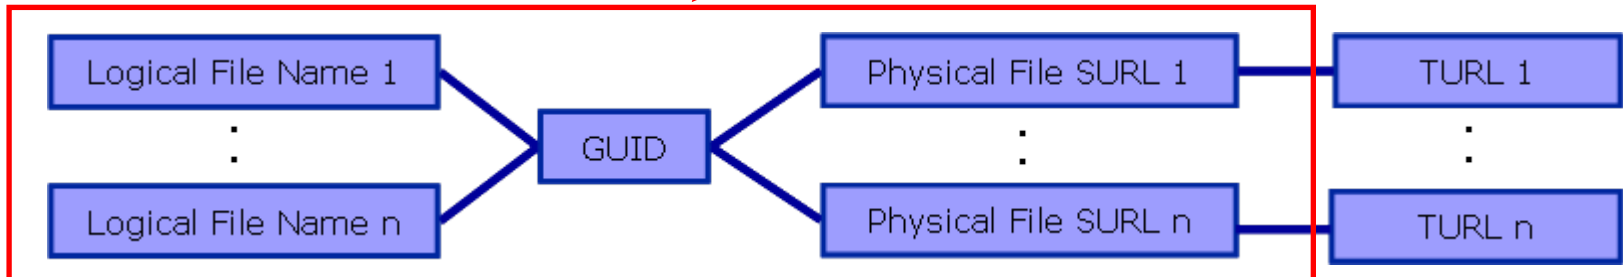 Logical File Name 1
Physical File SURL 1
TURL 1
:
:
:
GUID
Logical File Name n
Physical File SURL n
TURL n